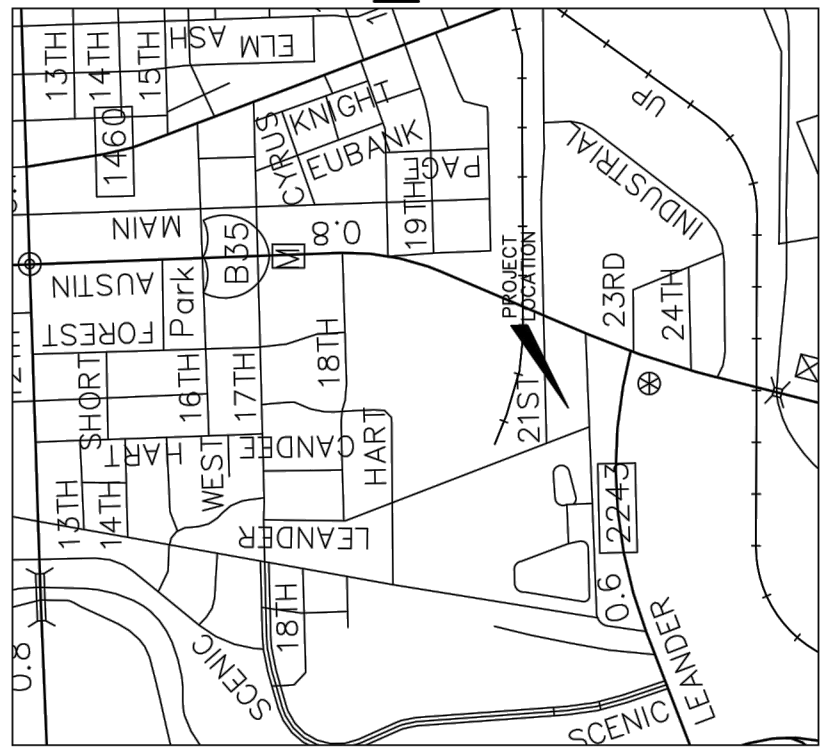 13TH
14TH
15TH
ASH
ELM
1460
KNIGHT
CYRUS
EUBANK
PAGE
19TH
UP
INDUSTRIAL
MAIN
B35
M
0.8
AUSTIN
FOREST
Park
PROJECT
LOCATION
23RD
24TH
SHORT
16TH
17TH
18TH
21ST
HART
WEST
CANDEE
HART
13TH
14TH
LEANDER
2243
0.6
18TH
SCENIC
LEANDER
SCENIC
0.8